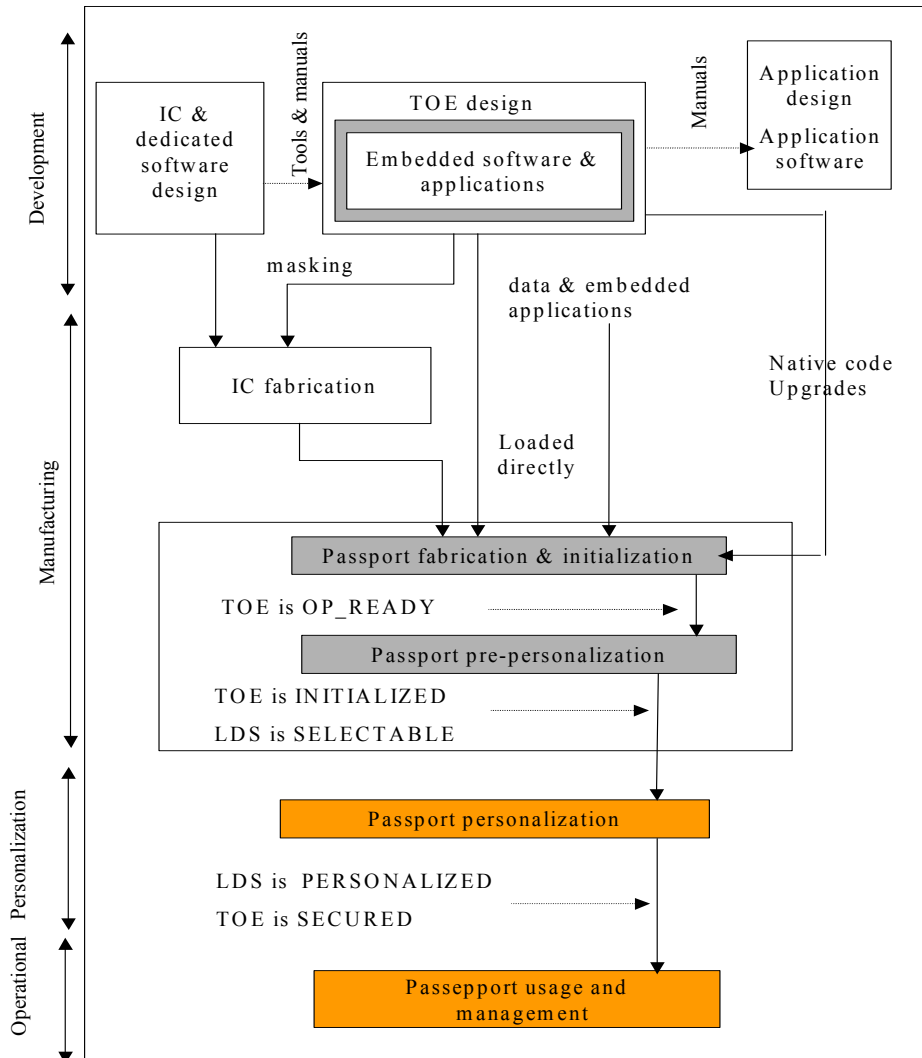 Development
Manufacturing
Personalization
Operational
IC &
dedicated
software
design
Tools & manuals
TOE design
Embedded software &
applications
Manuals
Application
design
Application
software
masking
data & embedded
applications
IC fabrication
Native code
Upgrades
Loaded
directly
Passport fabrication & initialization
TOE is OP_READY
Passport pre-personalization
TOE is INITIALIZED
LDS is SELECTABLE
Passport personalization
LDS is PERSONALIZED
TOE is SECURED
Passepport usage and
management